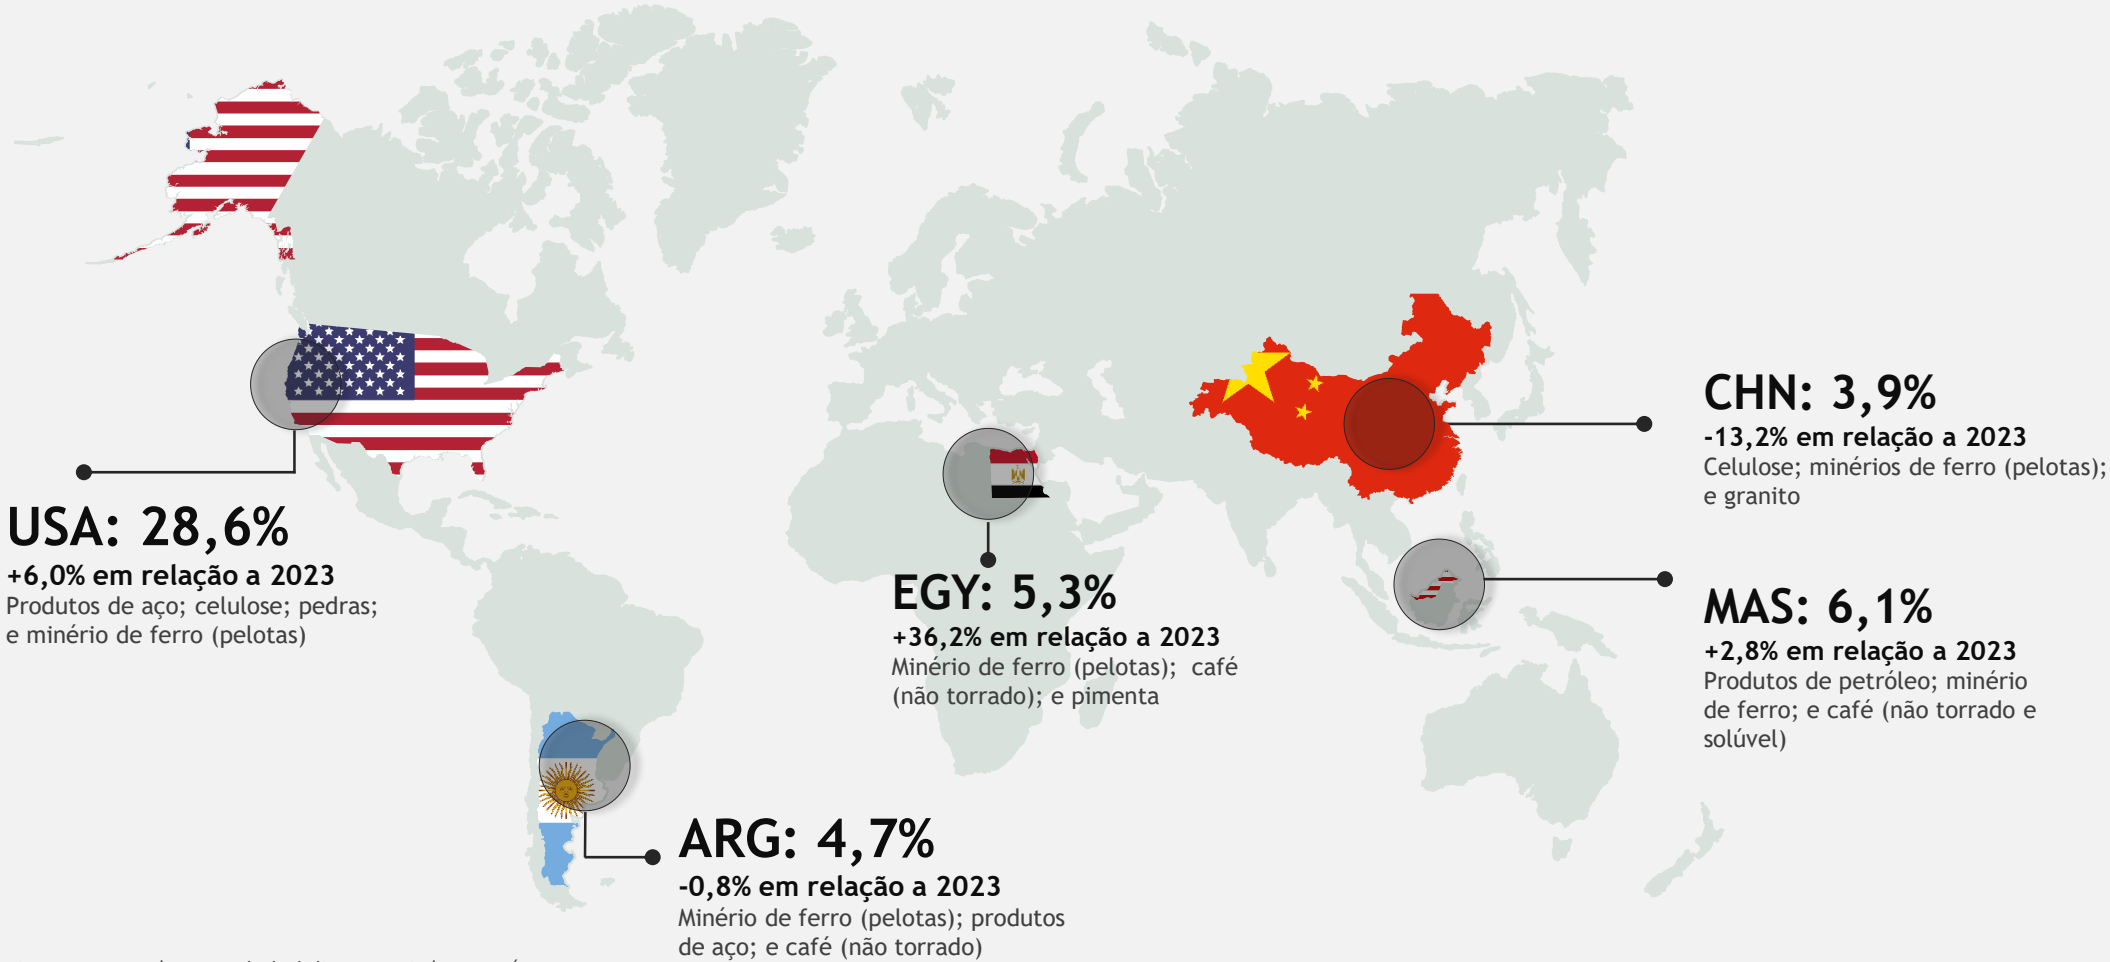 USA: 28,6%
+6,0% em relação a 2023
Produtos de aço; celulose; pedras;
e minério de ferro (pelotas)
EGY: 5,3%
+36,2% em relação a 2023
Minério de ferro (pelotas); café
(não torrado); e pimenta
CHN: 3,9%
-13,2% em relação a 2023
Celulose; minérios de ferro (pelotas);
e granito
MAS: 6,1%
+2,8% em relação a 2023
Produtos de petróleo; minério
de ferro; e café (não torrado e
solúvel)
ARG: 4,7%
-0,8% em relação a 2023
Minério de ferro (pelotas); produtos
de aço; e café (não torrado)